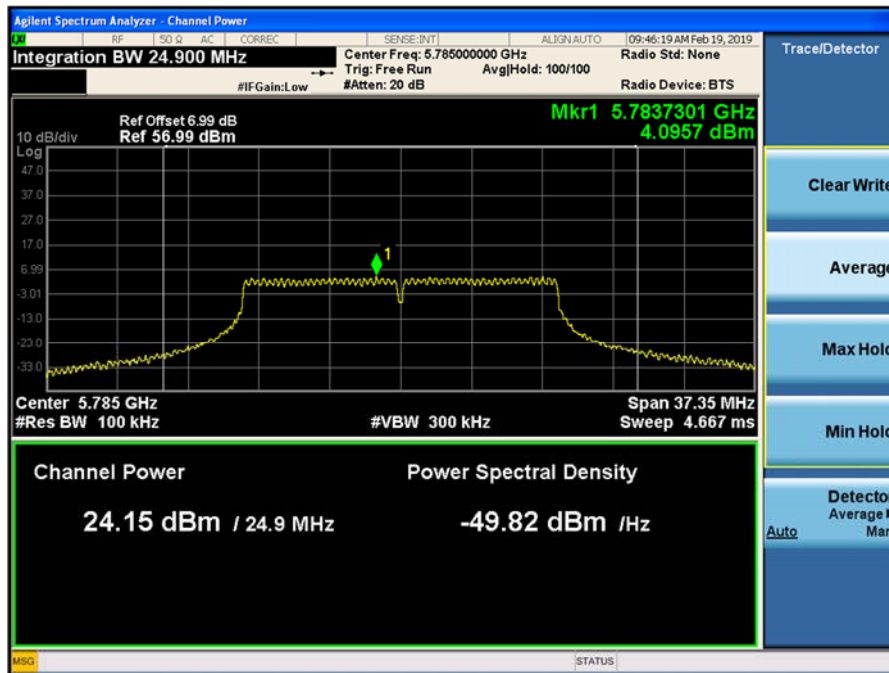 Agilent Spectrum Analyzer - Channel Power
LXI RF 50 Ω AC CORREC SENSE:INT ALIGN AUTO 09:46:19 AM Feb 19, 2019
Integration BW 24.900 MHz
Center Freq: 5.785000000 GHz
Radio Std: None
Trig: Free Run
Avg|Hold: 100/100
#IFGain:Low
#Atten: 20 dB
Radio Device: BTS
Mkr1 5.7837301 GHz
4.0957 dBm
Ref Offset 6.99 dB
10 dB/div
Ref 56.99 dBm
Log
47.0
37.0
27.0
17.0
6.99
-3.01
-13.0
-23.0
-33.0
1
Center 5.785 GHz
Span 37.35 MHz
#Res BW 100 kHz
#VBW 300 kHz
Sweep 4.667 ms
Channel Power
Power Spectral Density
24.15 dBm / 24.9 MHz
-49.82 dBm /Hz
MSG
STATUS
Trace/Detector
Clear Write
Average
Max Hold
Min Hold
Detector
Average
Auto Man